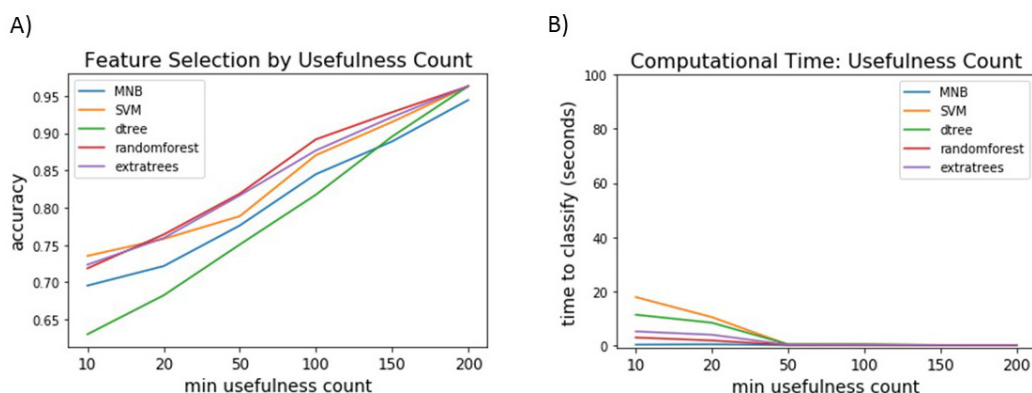 A)
Feature Selection by Usefulness Count
MNB
SVM
dtree
randomforest
extratrees
accuracy
0.95
0.90
0.85
0.80
0.75
0.70
0.65
10 20 50 100 150 200
min usefulness count
B)
Computational Time: Usefulness Count
MNB
SVM
dtree
randomforest
extratrees
time to classify (seconds)
100
80
60
40
20
0
10 20 50 100 150 200
min usefulness count